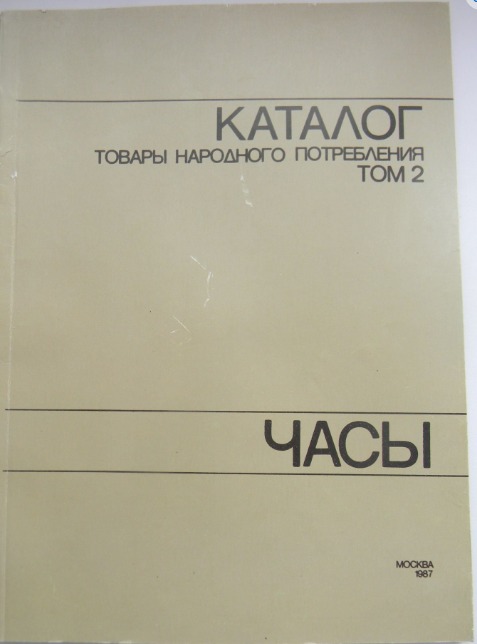 КАТАЛОГ
ТОВАРЫ НАРОДНОГО ПОТРЕБЛЕНИЯ
ТОМ 2
ЧАСЫ
МОСКВА
1987